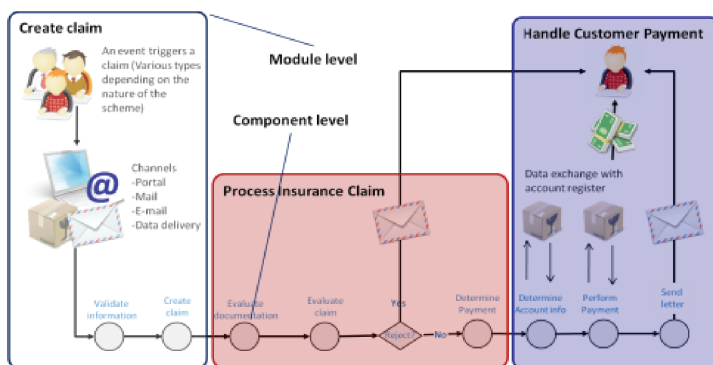 Create claim
An event triggers a
claim (Various types
depending on the
nature of the
scheme)
Channels
-Portal
-Mail
-E-mail
-Data delivery
Validate
information
Create
claim
Module level
Component level
Process Insurance Claim
Evaluate
documentation
Evaluate
claim
Yes
Reject?
No
Determine
Payment
Handle Customer Payment
Data exchange with
account register
Determine
Account info
Perform
Payment
Send
letter
@